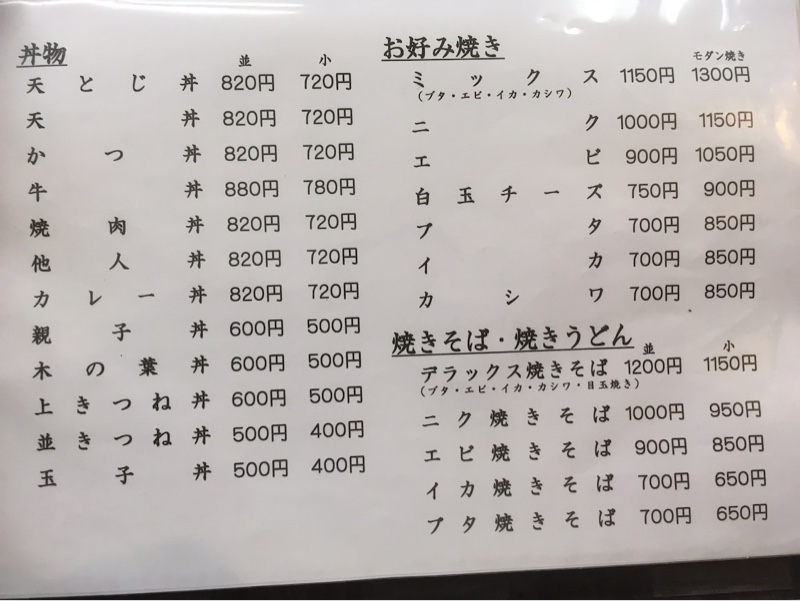 丼物
並 小
天とじ丼 820円 720円
天丼 820円 720円
かつ丼 820円 720円
牛丼 880円 780円
焼肉丼 820円 720円
他人丼 820円 720円
カレー丼 820円 720円
親子丼 600円 500円
木の葉丼 600円 500円
上きつね丼 600円 500円
並きつね丼 500円 400円
玉子丼 500円 400円
お好み焼き
モダン焼き
ミックス 1150円 1300円
(ブタ・エビ・イカ・カシワ)
ニク 1000円 1150円
エビ 900円 1050円
白玉チーズ 750円 900円
ブタ 700円 850円
イカ 700円 850円
カシワ 700円 850円
焼きそば・焼きうどん
並 小
デラックス焼きそば 1200円 1150円
(ブタ・エビ・イカ・カシワ・目玉焼き)
ニク焼きそば 1000円 950円
エビ焼きそば 900円 850円
イカ焼きそば 700円 650円
ブタ焼きそば 700円 650円